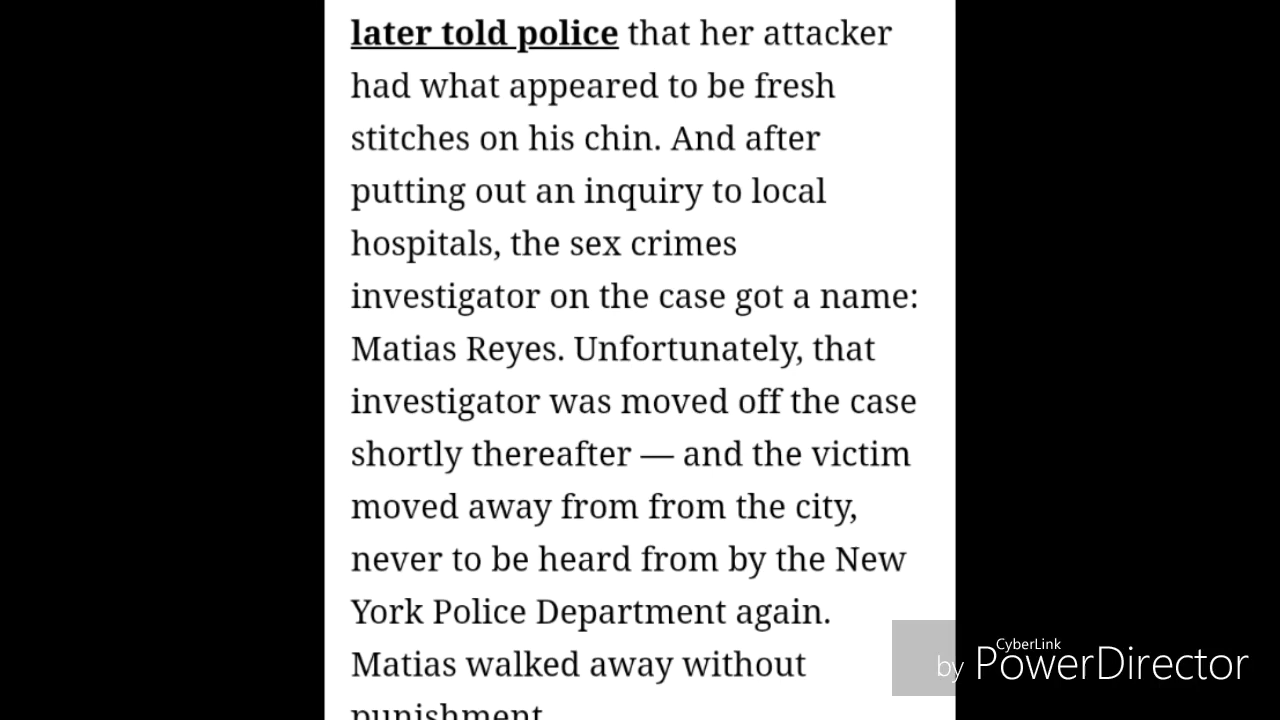 later told police that her attacker
had what appeared to be fresh
stitches on his chin. And after
putting out an inquiry to local
hospitals, the sex crimes
investigator on the case got a name:
Matias Reyes. Unfortunately, that
investigator was moved off the case
shortly thereafter — and the victim
moved away from from the city,
never to be heard from by the New
York Police Department again.
Matias walked away without
punishment
CyberLink
by PowerDirector